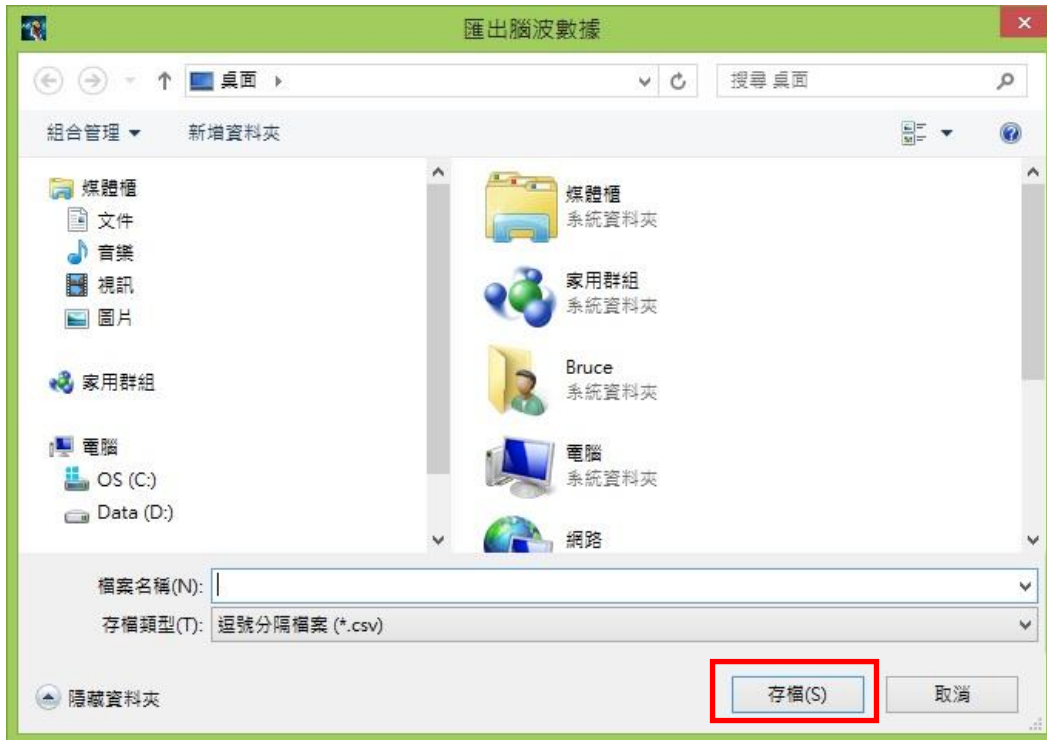 匯出腦波數據
桌面
搜尋 桌面
組合管理
新增資料夾
媒體櫃
文件
音樂
視訊
圖片
家用群組
電腦
OS (C:)
Data (D:)
媒體櫃
系統資料夾
家用群組
系統資料夾
Bruce
系統資料夾
電腦
系統資料夾
網路
檔案名稱(N):
存檔類型(T): 逗號分隔檔案 (*.csv)
隱藏資料夾
存檔(S)
取消